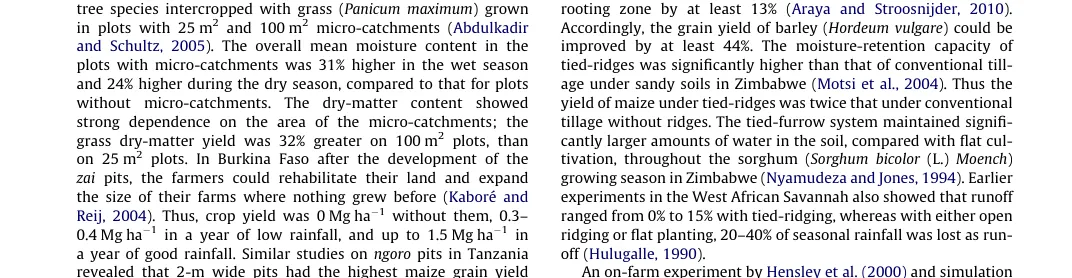 tree species intercropped with grass (Panicum maximum) grown
in plots with 25 m² and 100 m² micro-catchments (Abdulkadir
and Schultz, 2005). The overall mean moisture content in the
plots with micro-catchments was 31% higher in the wet season
and 24% higher during the dry season, compared to that for plots
without micro-catchments. The dry-matter content showed
strong dependence on the area of the micro-catchments; the
grass dry-matter yield was 32% greater on 100 m² plots, than
on 25 m² plots. In Burkina Faso after the development of the
zai pits, the farmers could rehabilitate their land and expand
the size of their farms where nothing grew before (Kaboré and
Reij, 2004). Thus, crop yield was 0 Mg ha⁻¹ without them, 0.3–
0.4 Mg ha⁻¹ in a year of low rainfall, and up to 1.5 Mg ha⁻¹ in
a year of good rainfall. Similar studies on ngoro pits in Tanzania
revealed that 2-m wide pits had the highest maize grain yield
rooting zone by at least 13% (Araya and Stroosnijder, 2010).
Accordingly, the grain yield of barley (Hordeum vulgare) could be
improved by at least 44%. The moisture-retention capacity of
tied-ridges was significantly higher than that of conventional till-
age under sandy soils in Zimbabwe (Motsi et al., 2004). Thus the
yield of maize under tied-ridges was twice that under conventional
tillage without ridges. The tied-furrow system maintained signifi-
cantly larger amounts of water in the soil, compared with flat cul-
tivation, throughout the sorghum (Sorghum bicolor (L.) Moench)
growing season in Zimbabwe (Nyamudeza and Jones, 1994). Earlier
experiments in the West African Savannah also showed that runoff
ranged from 0% to 15% with tied-ridging, whereas with either open
ridging or flat planting, 20–40% of seasonal rainfall was lost as run-
off (Hulugalle, 1990).
An on-farm experiment by Hensley et al. (2000) and simulation